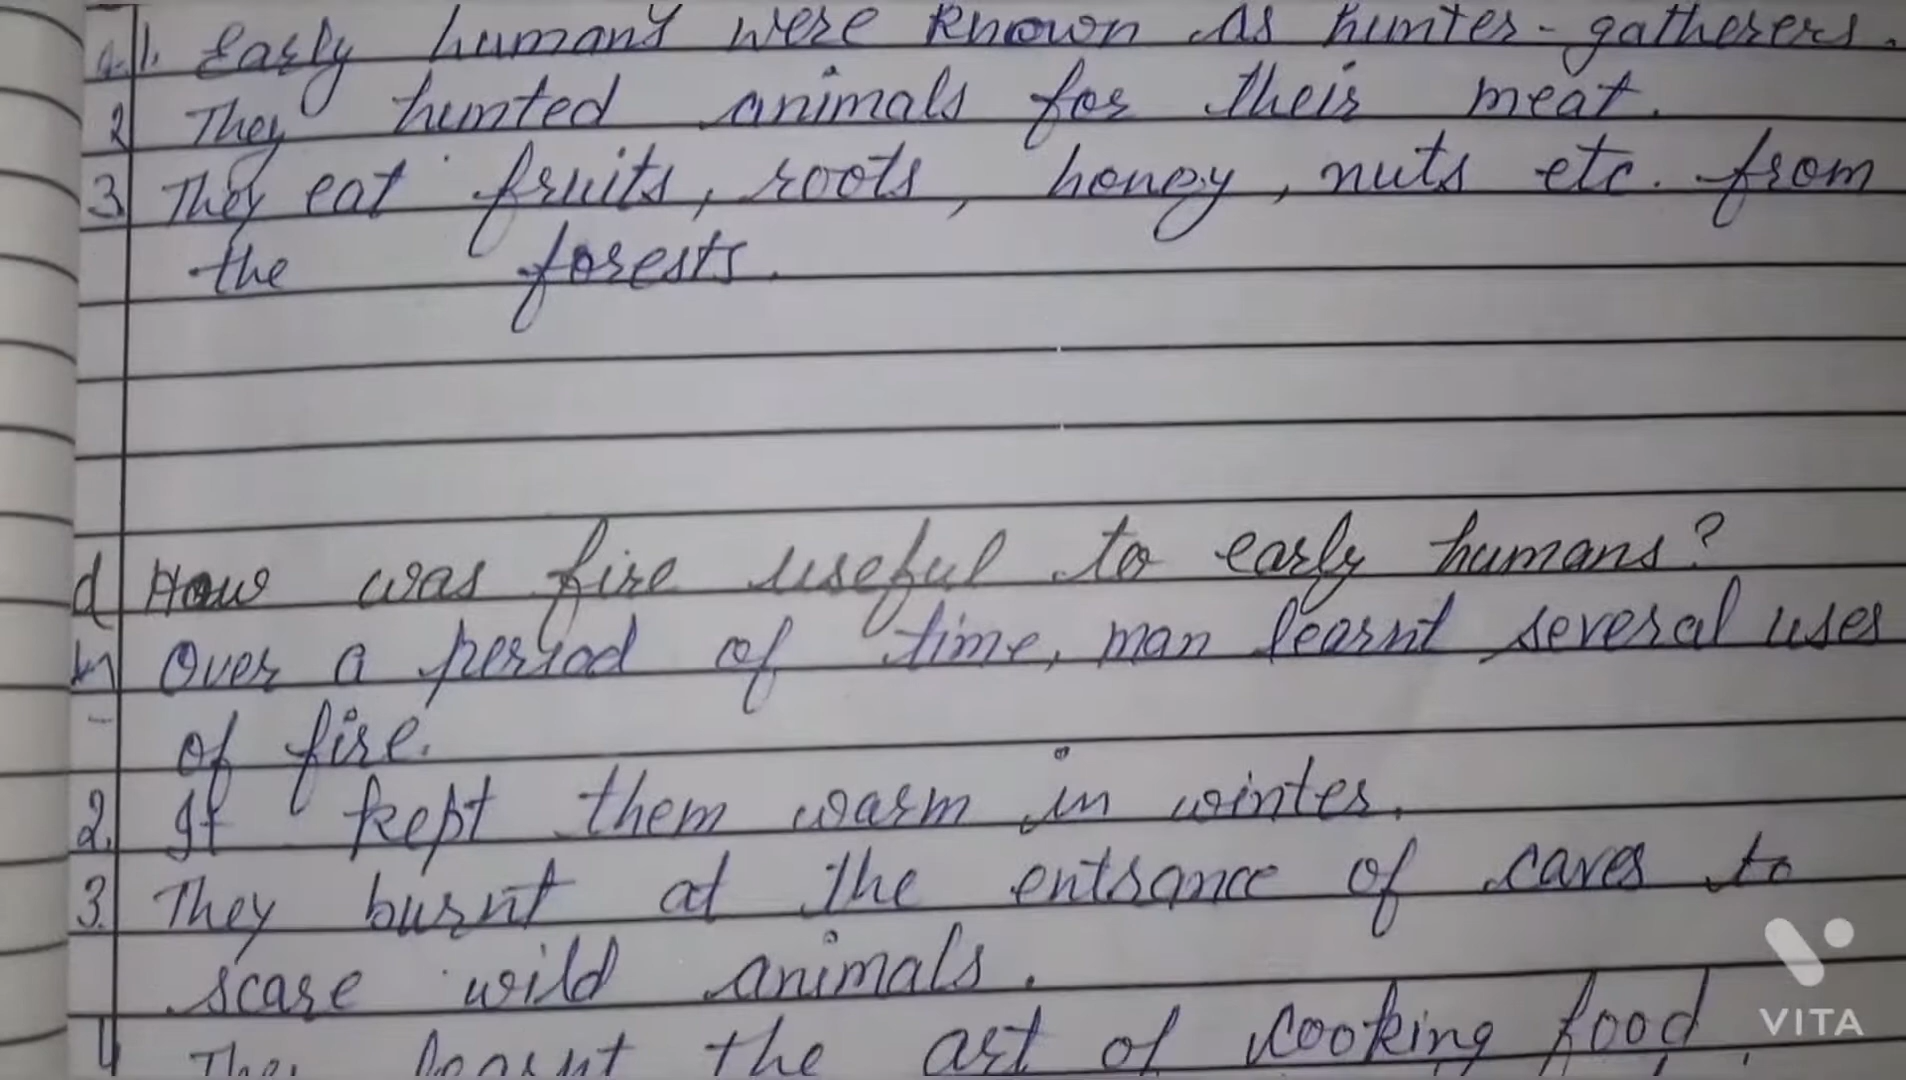 1. Early humans were known as hunter-gatherers.
2 They hunted animals for their meat.
3 They eat fruits, roots, honey, nuts etc. from
the forests.
d How was fire useful to early humans?
Over a period of time, man learnt several uses
of fire.
2. It kept them warm in winter.
3. They burnt at the entrance of caves to
scare wild animals.
4 They learnt the art of cooking food
VITA